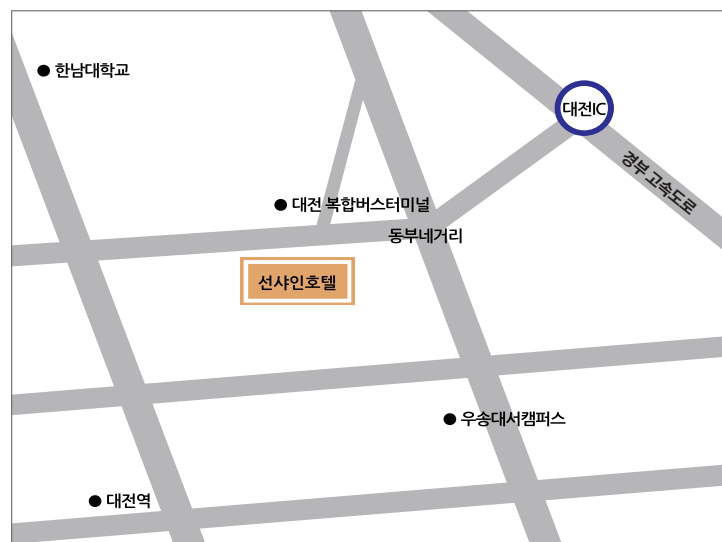 한남대학교
대전IC
경부 고속도로
대전 복합버스터미널
동부네거리
선샤인호텔
우송대서캠퍼스
대전역